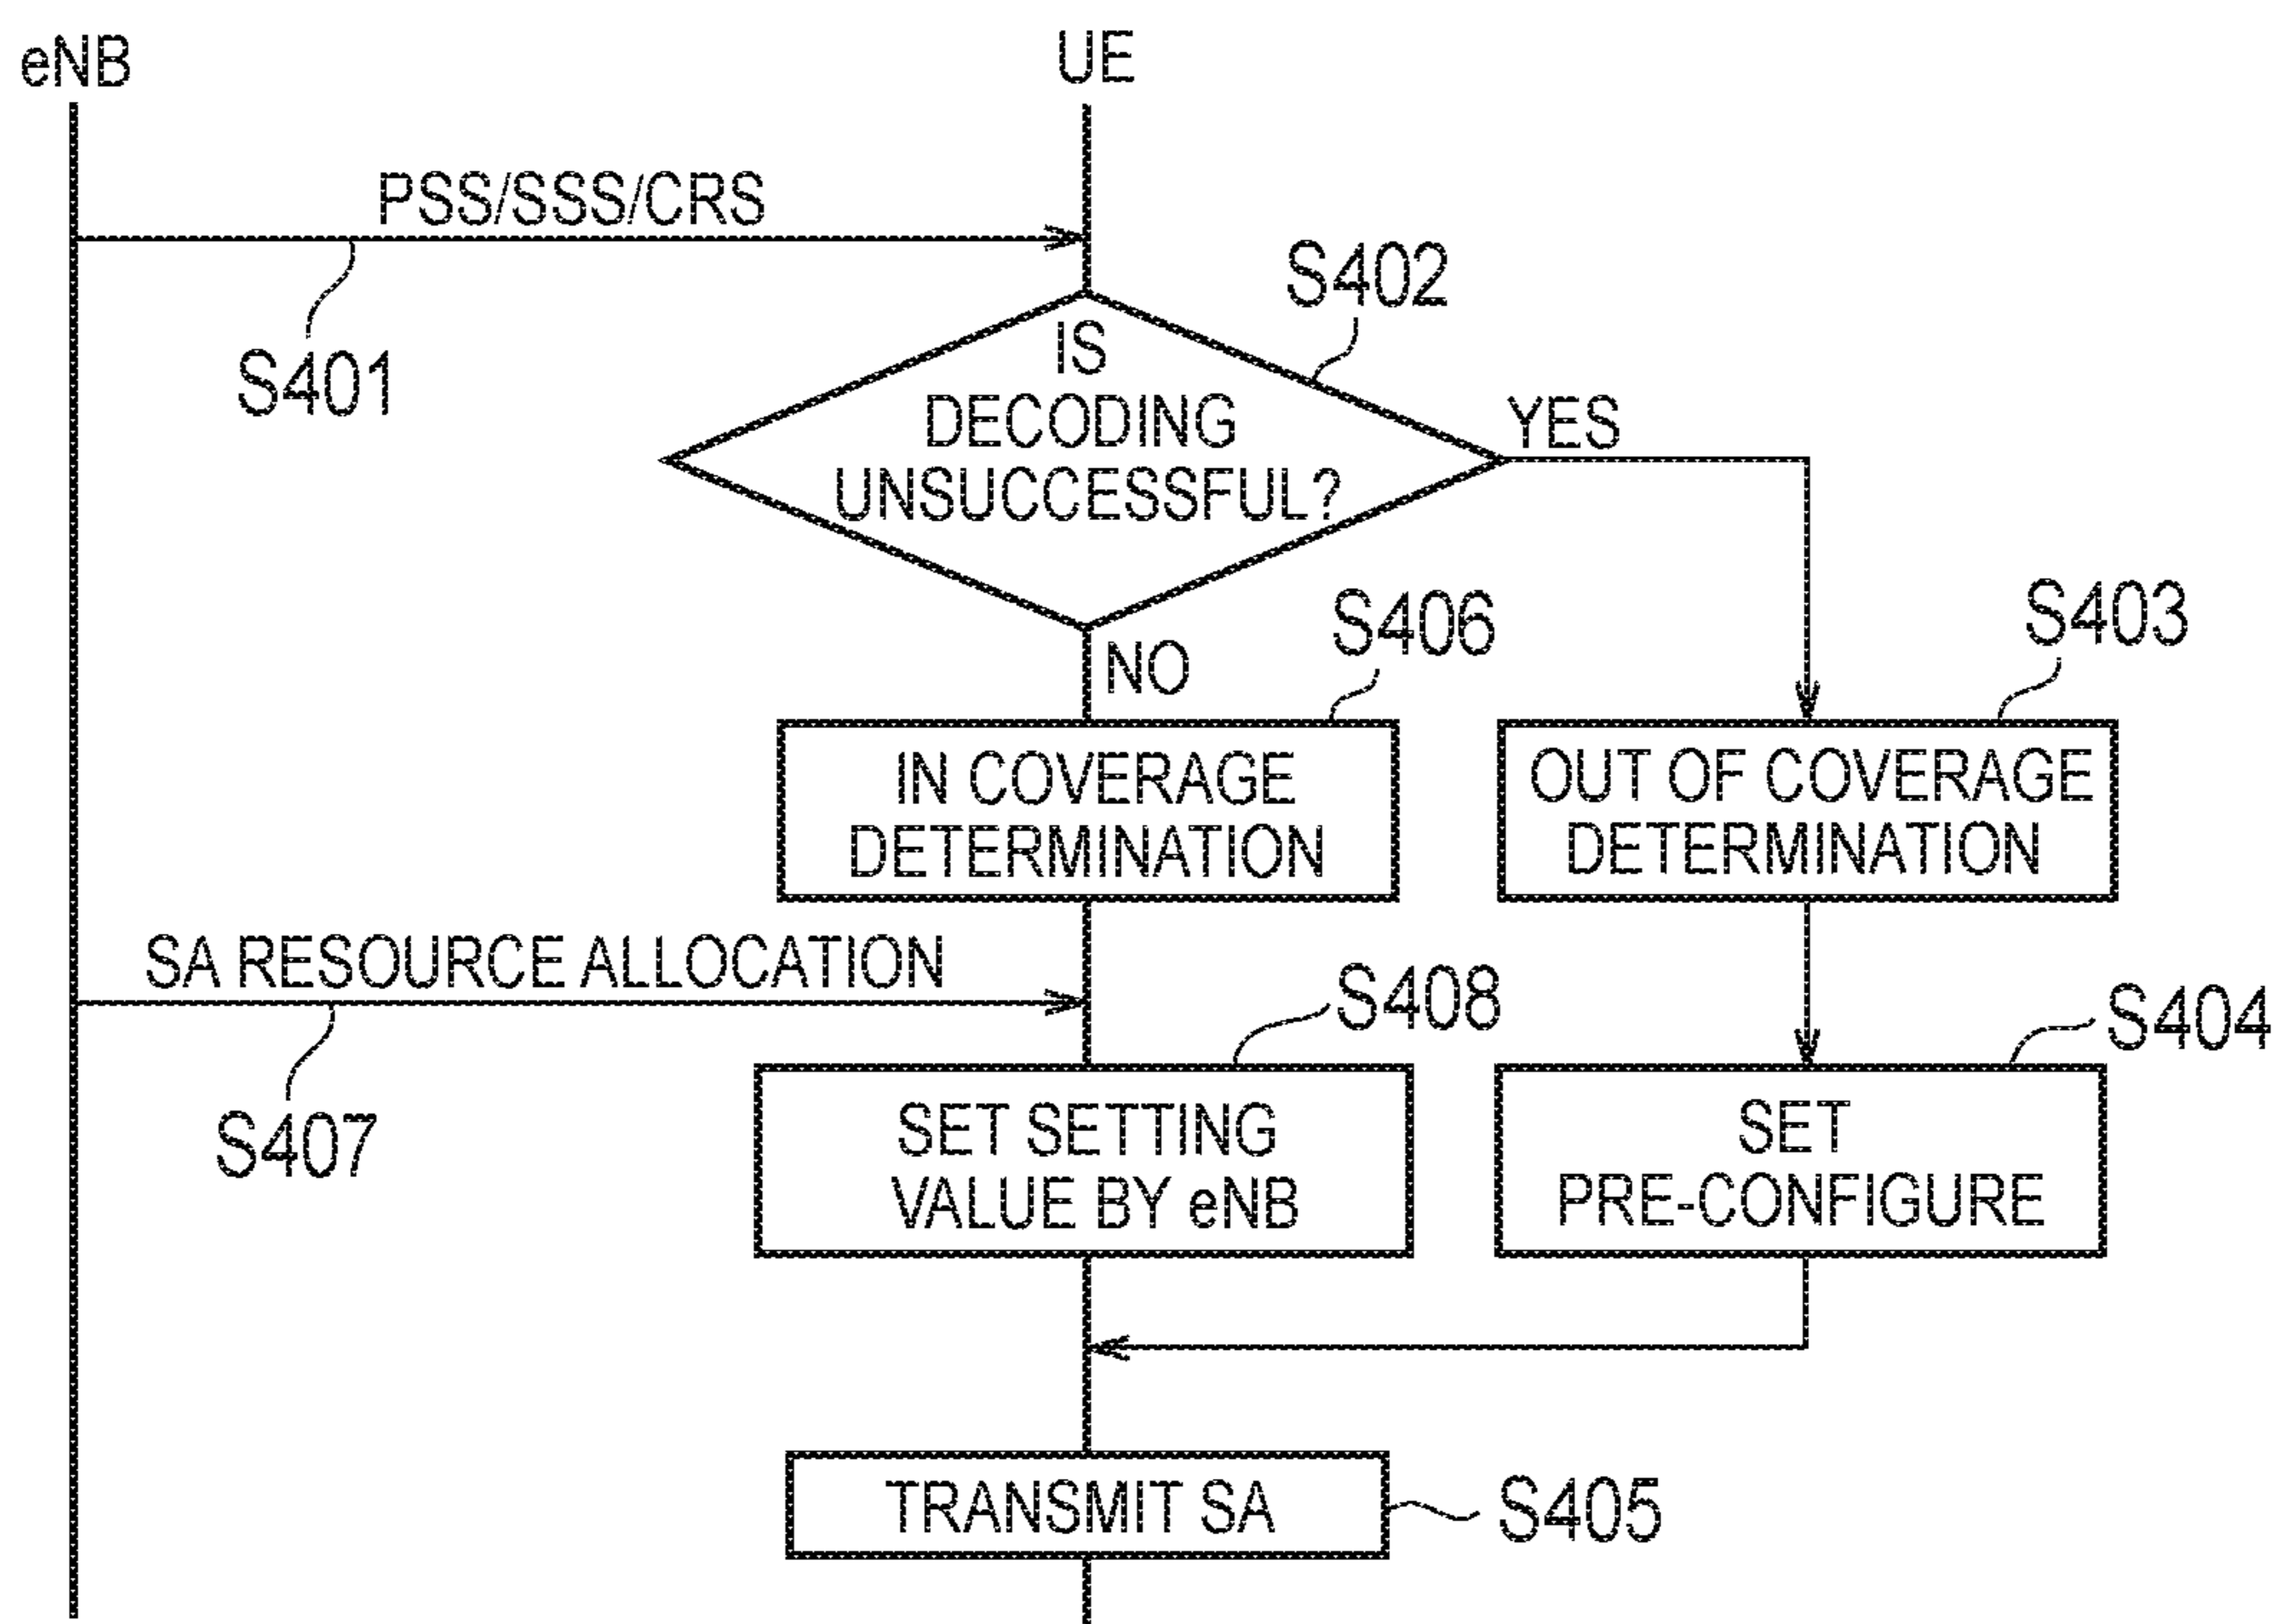 eNB
UE
PSS/SSS/CRS
S401
S402
IS
DECODING
UNSUCCESSFUL?
YES
NO
S406
S403
IN COVERAGE
DETERMINATION
OUT OF COVERAGE
DETERMINATION
SA RESOURCE ALLOCATION
S407
S408
S404
SET SETTING
VALUE BY eNB
SET
PRE-CONFIGURE
TRANSMIT SA
S405